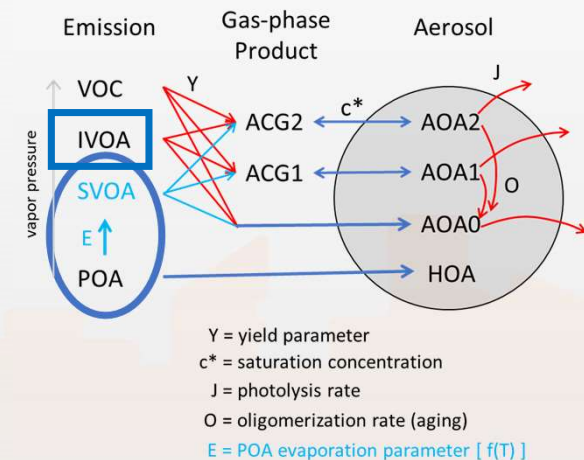 Emission
Gas-phase
Product
Aerosol
vapor pressure
VOC
IVOA
SVOA
E
POA
Y
ACG2
ACG1
c*
J
AOA2
AOA1
O
AOA0
HOA
Y = yield parameter
c* = saturation concentration
J = photolysis rate
O = oligomerization rate (aging)
E = POA evaporation parameter [ f(T) ]